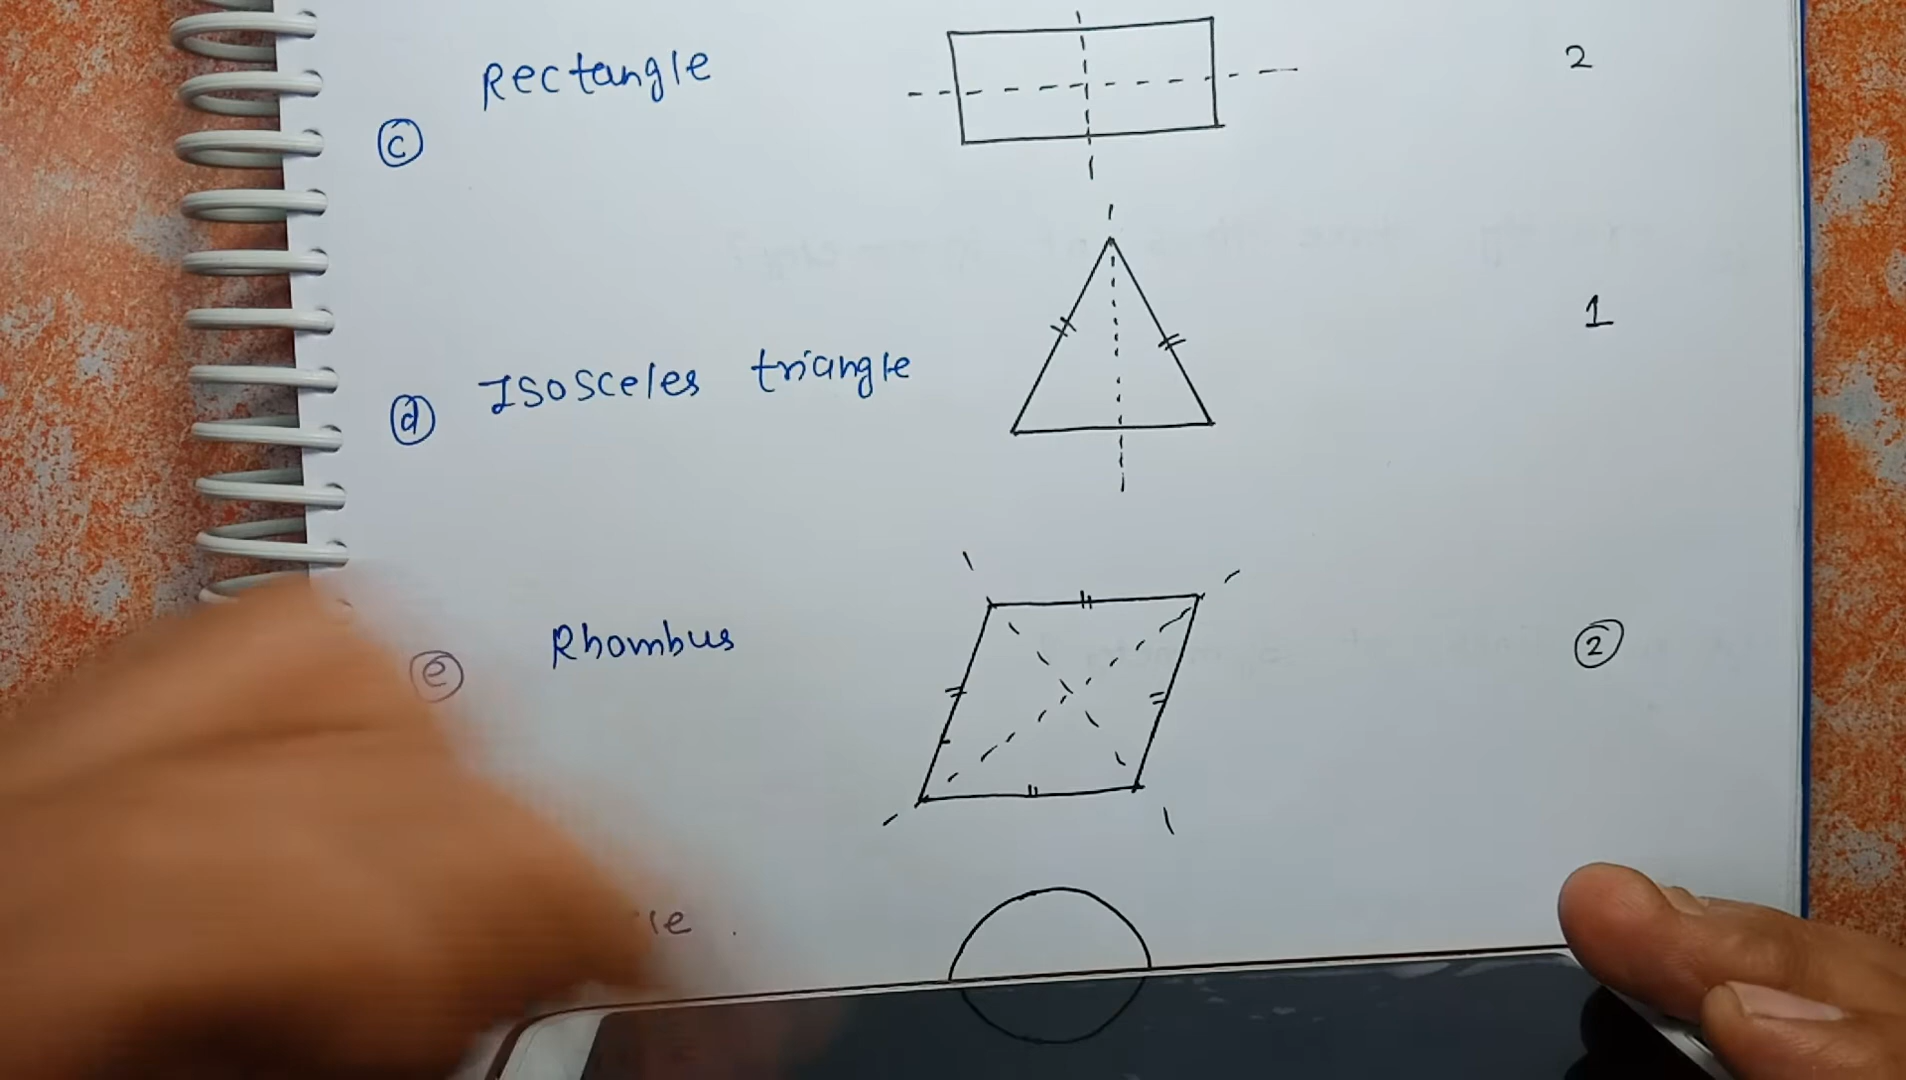 Rectangle 2
c
1
d Isosceles triangle
Rhombus 2
e